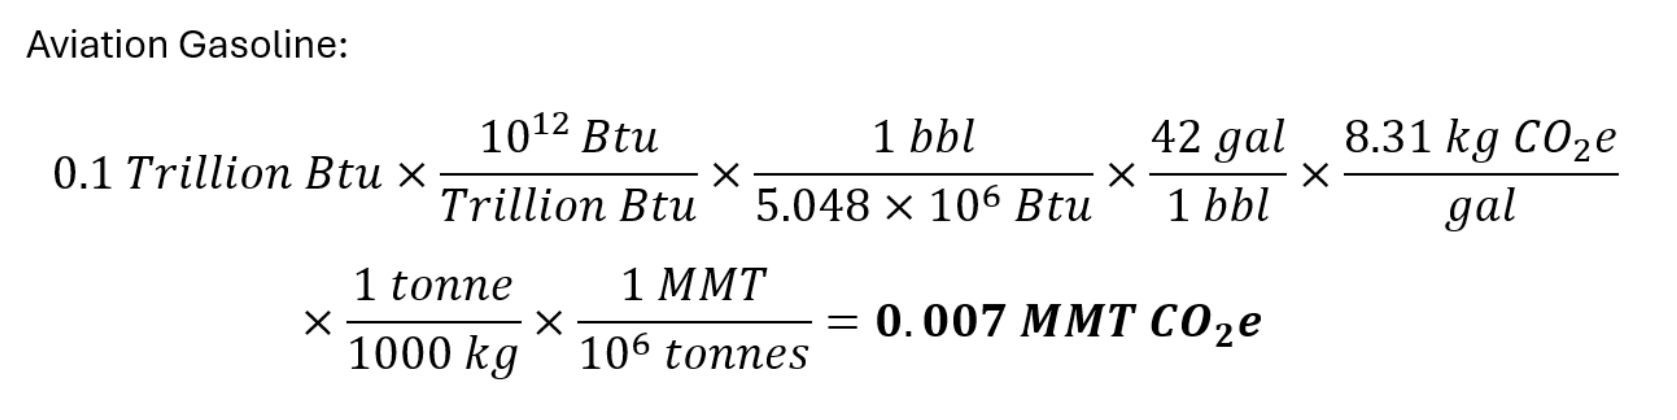 Aviation Gasoline:
0.1 Trillion Btu × 10¹² Btu / Trillion Btu × 1 bbl / 5.048 × 10⁶ Btu × 42 gal / 1 bbl × 8.31 kg CO₂e / gal
× 1 tonne / 1000 kg × 1 MMT / 10⁶ tonnes = 0.007 MMT CO₂e